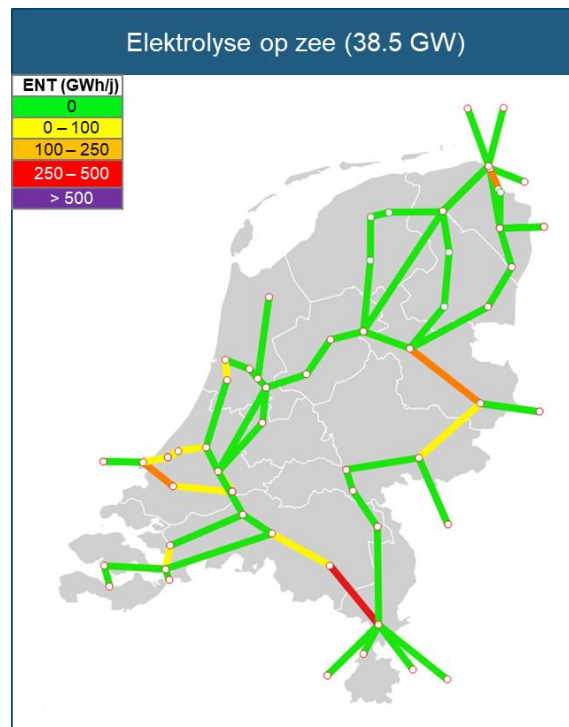 Elektrolyse op zee (38.5 GW)
ENT (GWh/j)
0
0 – 100
100 – 250
250 – 500
> 500